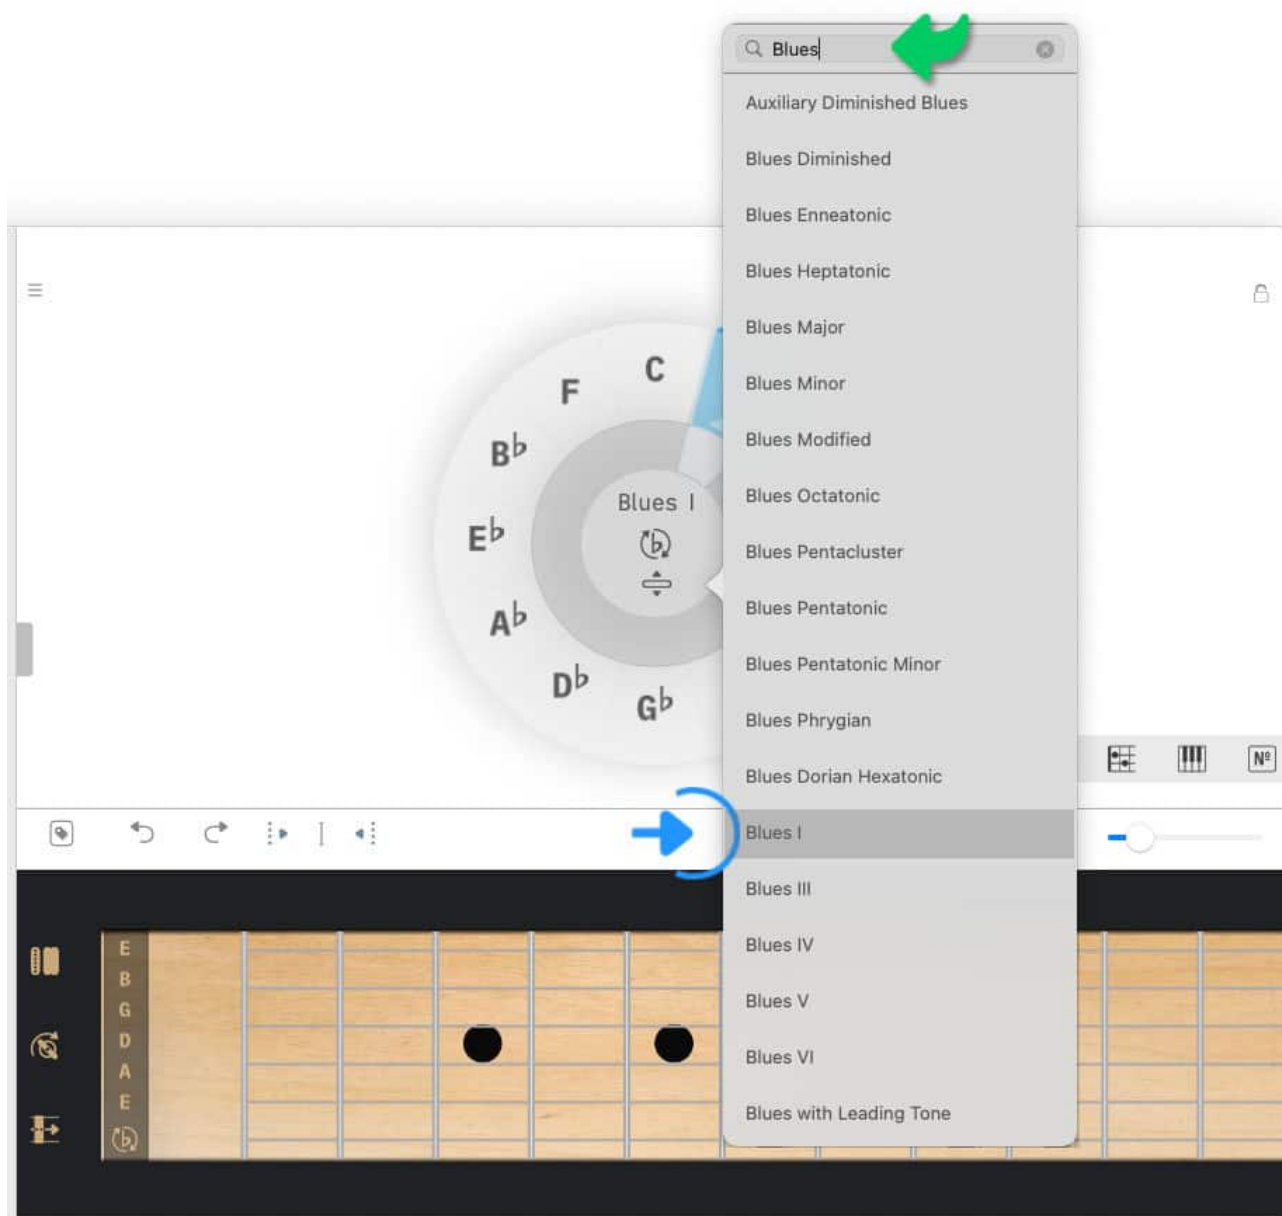 Blues
Auxiliary Diminished Blues
Blues Diminished
Blues Enneatonic
Blues Heptatonic
Blues Major
Blues Minor
Blues Modified
Blues Octatonic
Blues Pentacluster
Blues Pentatonic
Blues Pentatonic Minor
Blues Phrygian
Blues Dorian Hexatonic
Blues I
Blues III
Blues IV
Blues V
Blues VI
Blues with Leading Tone
C
F
B♭
E♭
A♭
D♭
G♭
Blues I
♭
Nº
E
B
G
D
A
E
♭